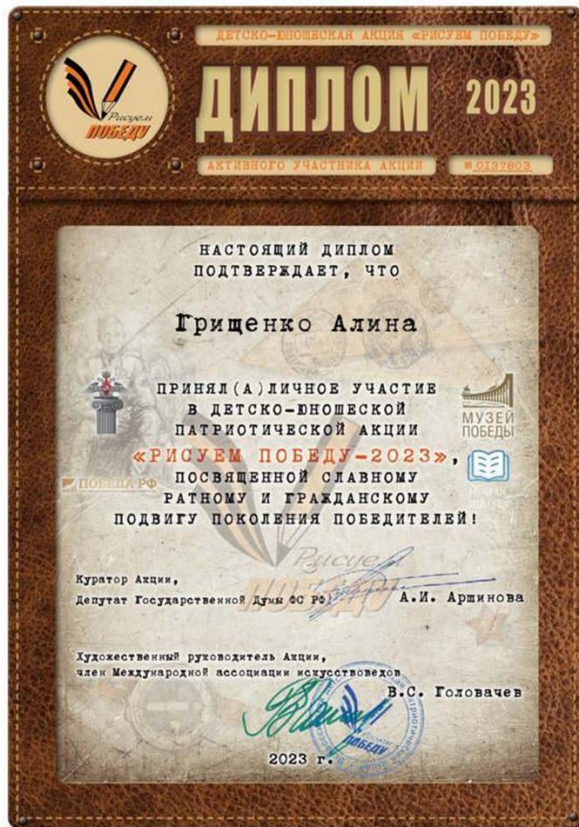 ДЕТСКО-ЮНОШЕСКАЯ АКЦИЯ «РИСУЕМ ПОБЕДУ»
Рисуем
ПОБЕДУ
ДИПЛОМ 2023
АКТИВНОГО УЧАСТНИКА АКЦИИ
№ 0137803
НАСТОЯЩИЙ ДИПЛОМ
ПОДТВЕРЖДАЕТ, ЧТО
Грищенко Алина
ПРИНЯЛ(А) ЛИЧНОЕ УЧАСТИЕ
В ДЕТСКО-ЮНОШЕСКОЙ
ПАТРИОТИЧЕСКОЙ АКЦИИ
«РИСУЕМ ПОБЕДУ-2023»,
ПОСВЯЩЕННОЙ СЛАВНОМУ
РАТНОМУ И ГРАЖДАНСКОМУ
ПОДВИГУ ПОКОЛЕНИЯ ПОБЕДИТЕЛЕЙ!
МУЗЕЙ
ПОБЕДЫ
ПОБЕДА РФ
Рисуем
ПОБЕДУ
Куратор Акции,
Депутат Государственной Думы ФС РФ
А.И. Аршинова
Художественный руководитель Акции,
член Международной ассоциации искусствоведов
В.С. Головачев
ПОБЕДУ
2023 г.